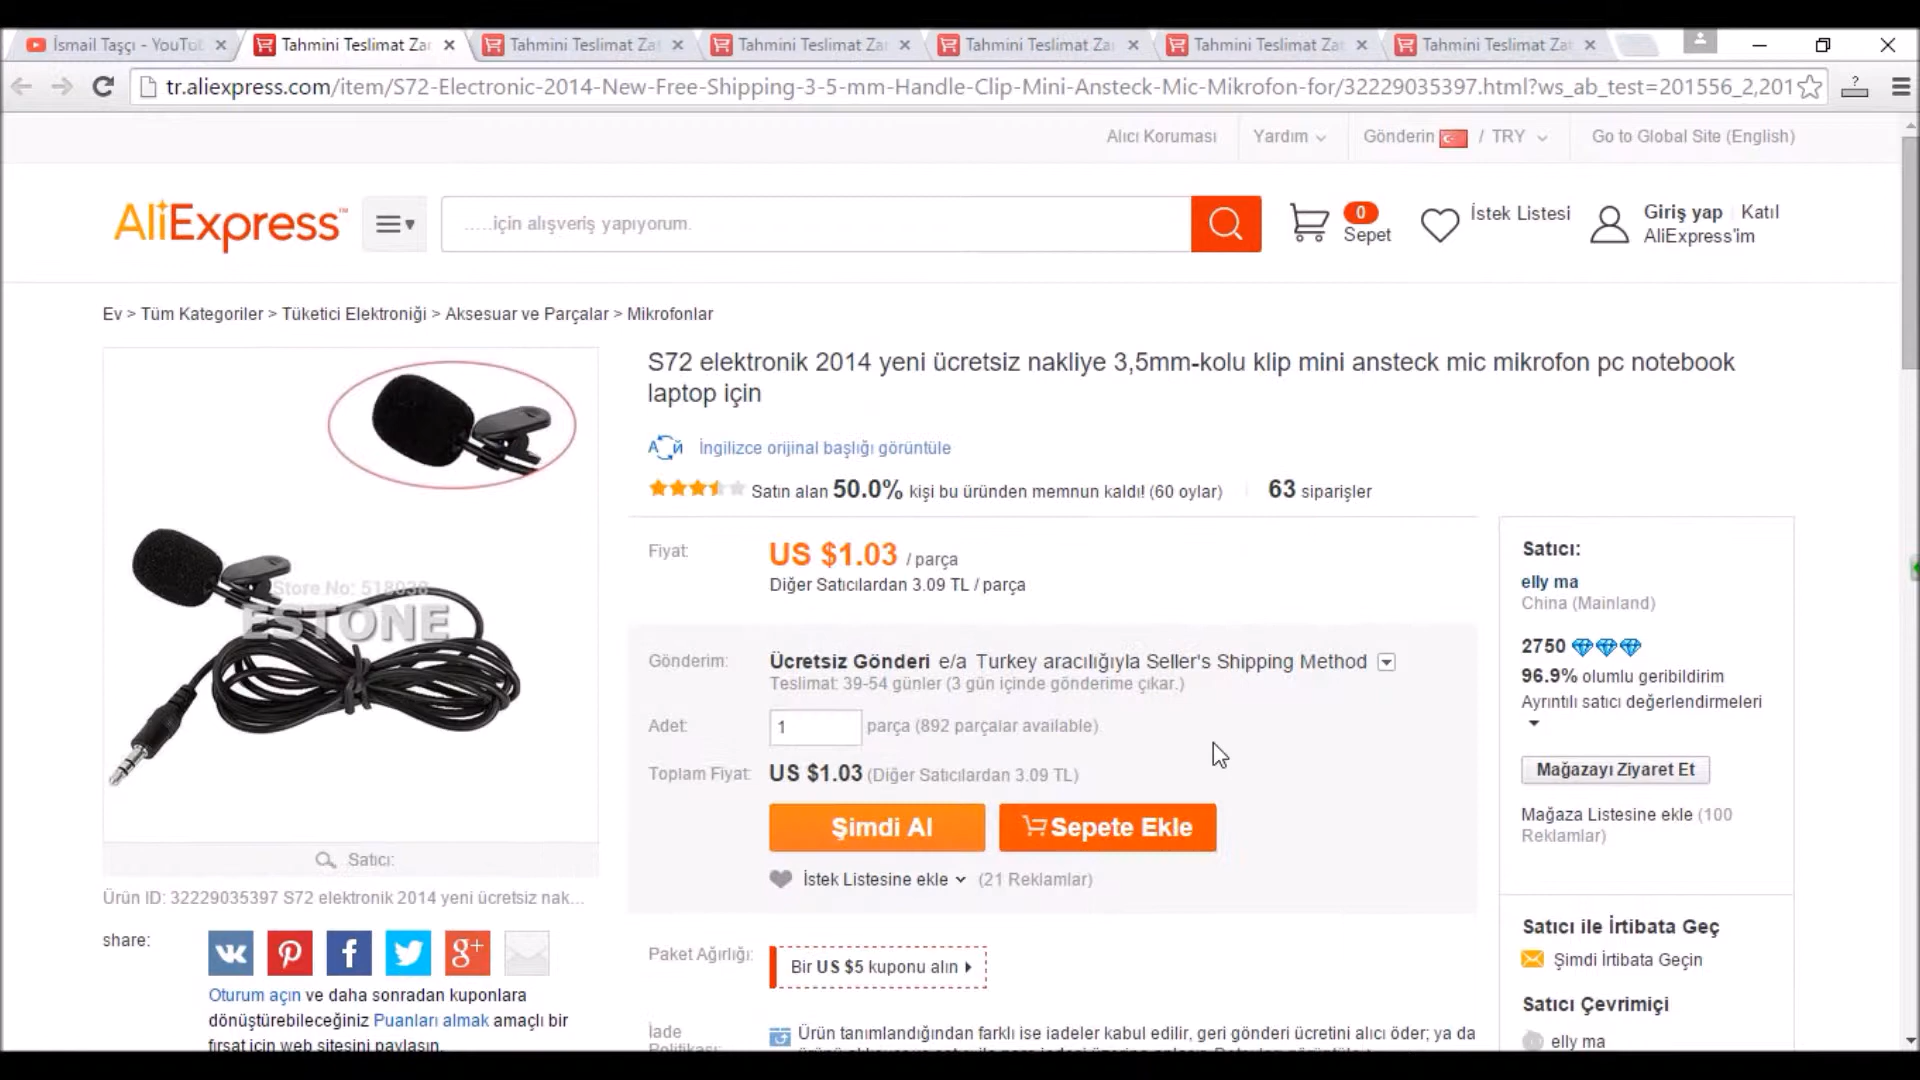 İsmail Taşçı - YouTu
Tahmini Teslimat Za
Tahmini Teslimat Za
Tahmini Teslimat Za
Tahmini Teslimat Za
Tahmini Teslimat Za
Tahmini Teslimat Za
tr.aliexpress.com/item/S72-Electronic-2014-New-Free-Shipping-3-5-mm-Handle-Clip-Mini-Ansteck-Mic-Mikrofon-for/32229035397.html?ws_ab_test=201556_2,201
Alıcı Koruması
Yardım
Gönderin / TRY
Go to Global Site (English)
AliExpress™
.....için alışveriş yapıyorum.
0
Sepet
İstek Listesi
Giriş yap Katıl
AliExpress'im
Ev > Tüm Kategoriler > Tüketici Elektroniği > Aksesuar ve Parçalar > Mikrofonlar
S72 elektronik 2014 yeni ücretsiz nakliye 3,5mm-kolu klip mini ansteck mic mikrofon pc notebook
laptop için
İngilizce orijinal başlığı görüntüle
Satın alan 50.0% kişi bu üründen memnun kaldı! (60 oylar) 63 siparişler
Store No: 518038
ESTONE
Fiyat:
US $1.03 / parça
Diğer Satıcılardan 3.09 TL / parça
Gönderim:
Ücretsiz Gönderi e/a Turkey aracılığıyla Seller's Shipping Method
Teslimat: 39-54 günler (3 gün içinde gönderime çıkar.)
Adet:
1
parça (892 parçalar available)
Toplam Fiyat:
US $1.03 (Diğer Satıcılardan 3.09 TL)
Şimdi Al
Sepete Ekle
İstek Listesine ekle (21 Reklamlar)
Paket Ağırlığı:
Bir US $5 kuponu alın
İade
Politikası:
Ürün tanımlandığından farklı ise iadeler kabul edilir, geri gönderi ücretini alıcı öder; ya da
Satıcı:
Ürün ID: 32229035397 S72 elektronik 2014 yeni ücretsiz nak...
share:
Oturum açın ve daha sonradan kuponlara
dönüştürebileceğiniz Puanları almak amaçlı bir
fırsat için web sitesini paylaşın.
Satıcı:
elly ma
China (Mainland)
2750
96.9% olumlu geribildirim
Ayrıntılı satıcı değerlendirmeleri
Mağazayı Ziyaret Et
Mağaza Listesine ekle (100
Reklamlar)
Satıcı ile İrtibata Geç
Şimdi İrtibata Geçin
Satıcı Çevrimiçi
elly ma